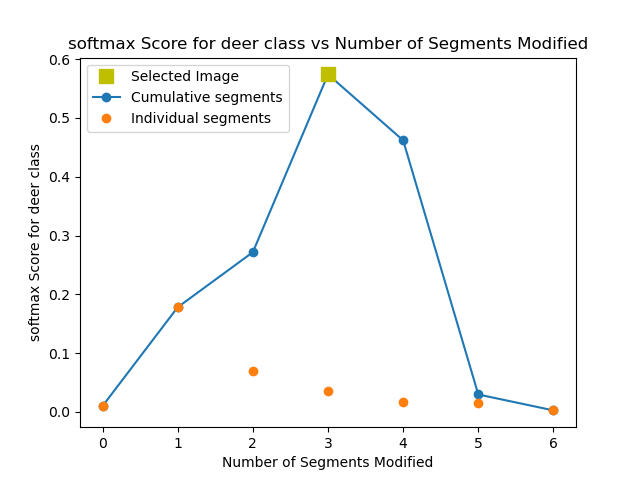 softmax Score for deer class vs Number of Segments Modified
Selected Image
Cumulative segments
Individual segments
softmax Score for deer class
0.6
0.5
0.4
0.3
0.2
0.1
0.0
0 1 2 3 4 5 6
Number of Segments Modified